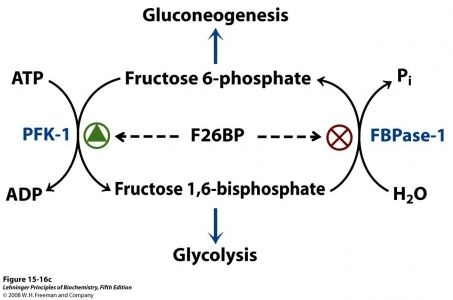 Gluconeogenesis
ATP
Fructose 6-phosphate
Pi
PFK-1
F26BP
FBPase-1
ADP
Fructose 1,6-bisphosphate
H2O
Glycolysis
Figure 15-16c
Lehninger Principles of Biochemistry, Fifth Edition
© 2008 W. H. Freeman and Company